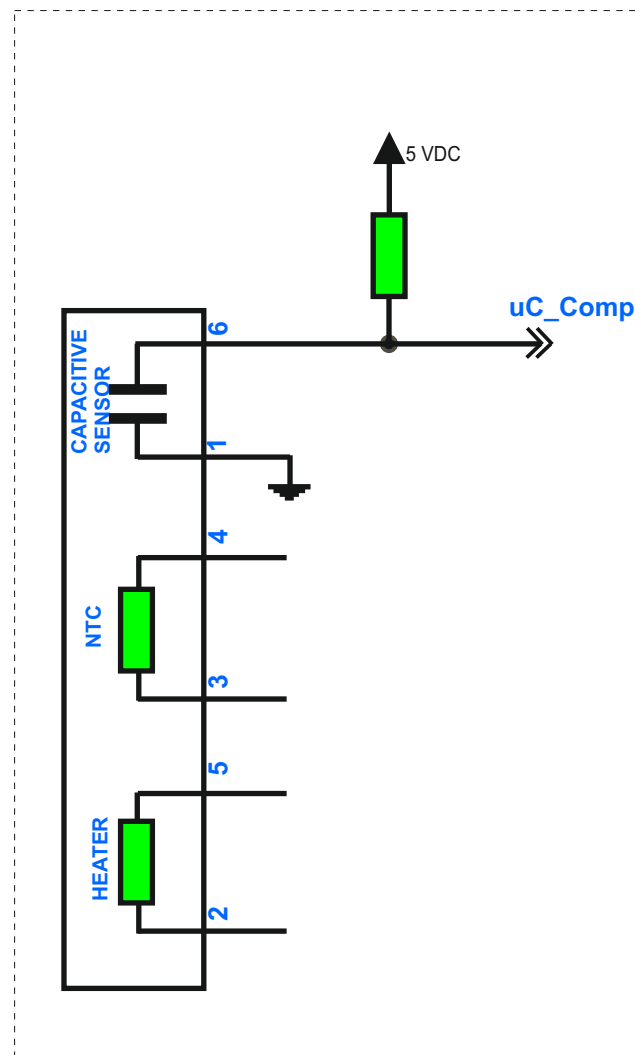 5 VDC
uC_Comp
6
CAPACITIVE
SENSOR
1
4
NTC
3
5
HEATER
2